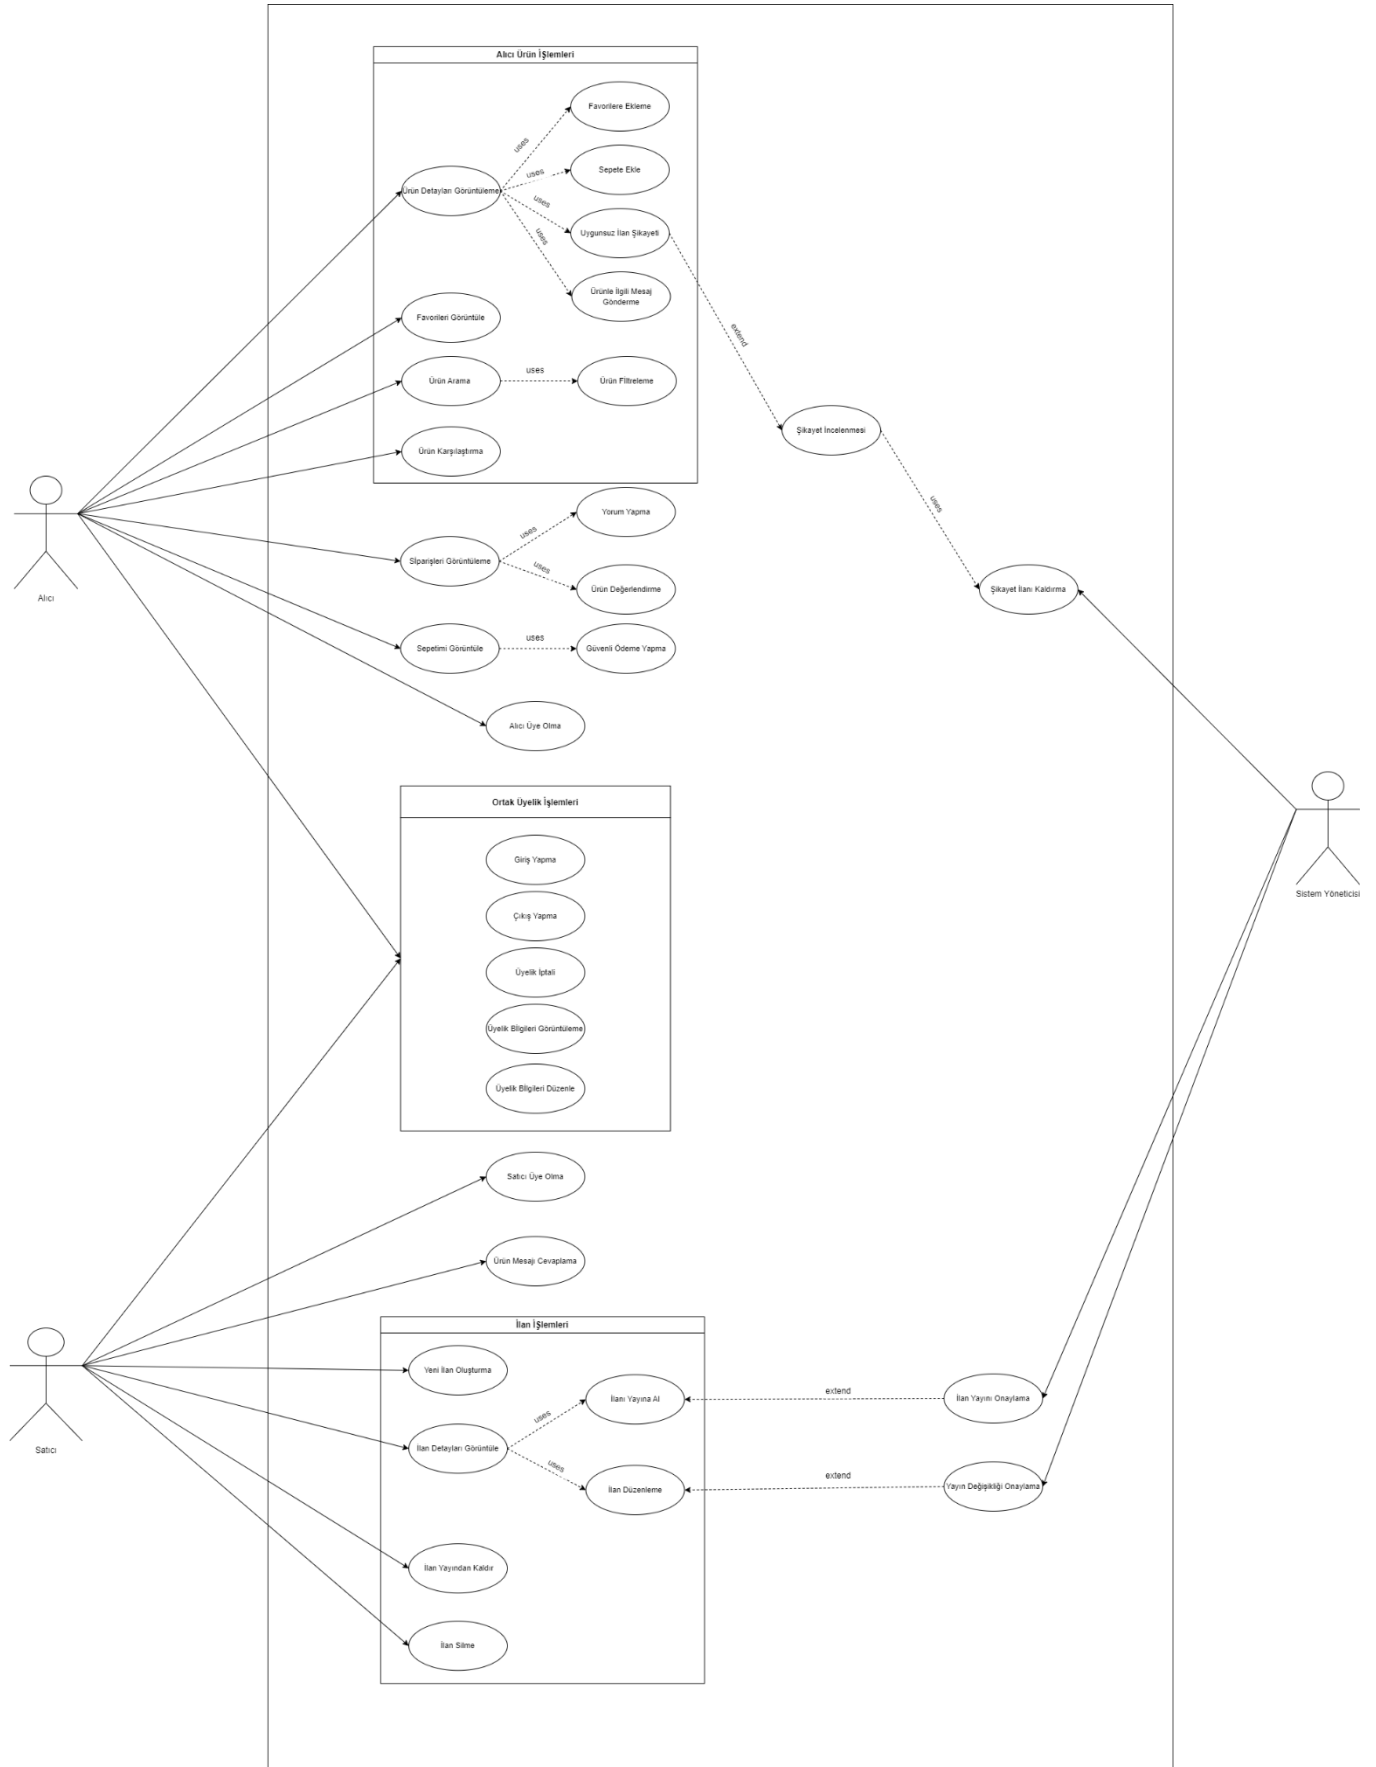 Alıcı Ürün İşlemleri
Favorilere Ekleme
uses
Sepete Ekle
uses
Ürün Detayları Görüntüleme
uses
Uygunsuz İlan Şikayeti
uses
Ürünle İlgili Mesaj
Gönderme
Favorileri Görüntüle
extend
Ürün Arama
uses
Ürün Filtreleme
Şikayet İncelenmesi
Ürün Karşılaştırma
uses
Yorum Yapma
uses
Siparişleri Görüntüleme
uses
Ürün Değerlendirme
Şikayet İlanı Kaldırma
Alıcı
Sepetimi Görüntüle
uses
Güvenli Ödeme Yapma
Alıcı Üye Olma
Ortak Üyelik İşlemleri
Giriş Yapma
Sistem Yöneticisi
Çıkış Yapma
Üyelik İptali
Üyelik Bilgileri Görüntüleme
Üyelik Bilgileri Düzenle
Satıcı Üye Olma
Ürün Mesajı Cevaplama
İlan İşlemleri
Yeni İlan Oluşturma
İlanı Yayına Al
extend
İlan Yayını Onaylama
uses
Satıcı
İlan Detayları Görüntüle
uses
İlan Düzenleme
extend
Yayın Değişikliği Onaylama
İlan Yayından Kaldır
İlan Silme